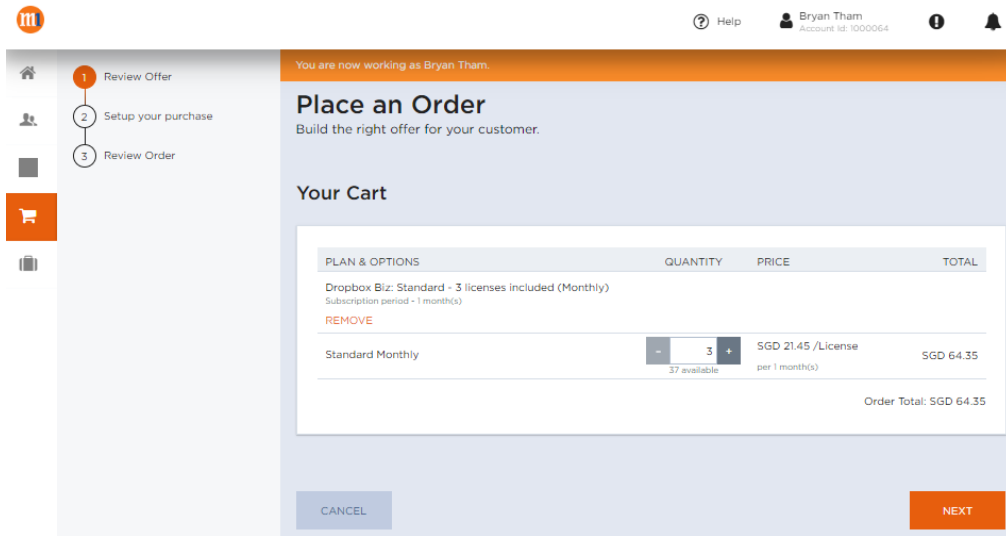 m1
Help
Bryan Tham
Account Id: 1000064
1 Review Offer
2 Setup your purchase
3 Review Order
You are now working as Bryan Tham.
Place an Order
Build the right offer for your customer.
Your Cart
PLAN & OPTIONS QUANTITY PRICE TOTAL
Dropbox Biz: Standard - 3 licenses included (Monthly)
Subscription period - 1 month(s)
REMOVE
Standard Monthly - 3 + SGD 21.45 /License SGD 64.35
37 available per 1 month(s)
Order Total: SGD 64.35
CANCEL NEXT